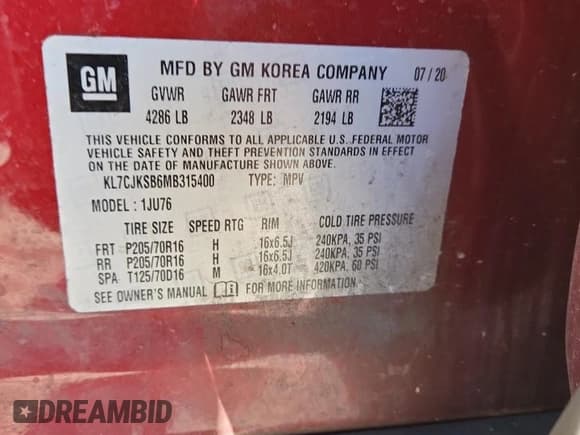 GM
MFD BY GM KOREA COMPANY 07/20
GVWR GAWR FRT GAWR RR
4286 LB 2348 LB 2194 LB
THIS VEHICLE CONFORMS TO ALL APPLICABLE U.S. FEDERAL MOTOR
VEHICLE SAFETY AND THEFT PREVENTION STANDARDS IN EFFECT
ON THE DATE OF MANUFACTURE SHOWN ABOVE.
KL7CJKSB6MB315400 TYPE: MPV
MODEL: 1JU76
TIRE SIZE SPEED RTG RIM COLD TIRE PRESSURE
FRT P205/70R16 H 16x6.5J 240KPA, 35 PSI
RR P205/70R16 H 16x6.5J 240KPA, 35 PSI
SPA T125/70D16 M 16x4.0T 420KPA, 60 PSI
SEE OWNER'S MANUAL FOR MORE INFORMATION.
DREAMBID